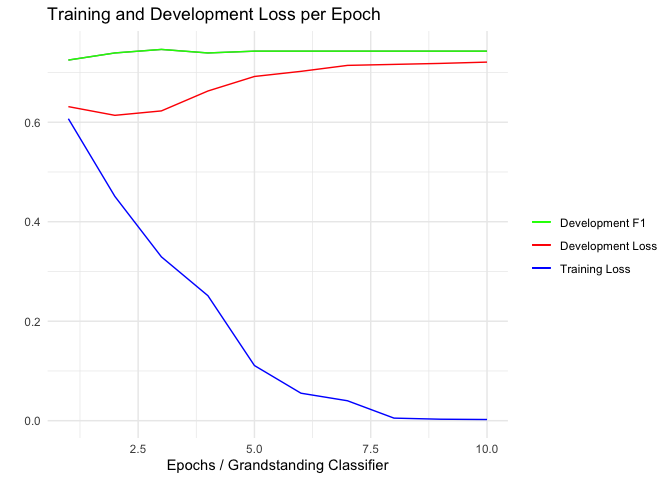 Training and Development Loss per Epoch
0.6
0.4
0.2
0.0
2.5 5.0 7.5 10.0
Epochs / Grandstanding Classifier
Development F1
Development Loss
Training Loss